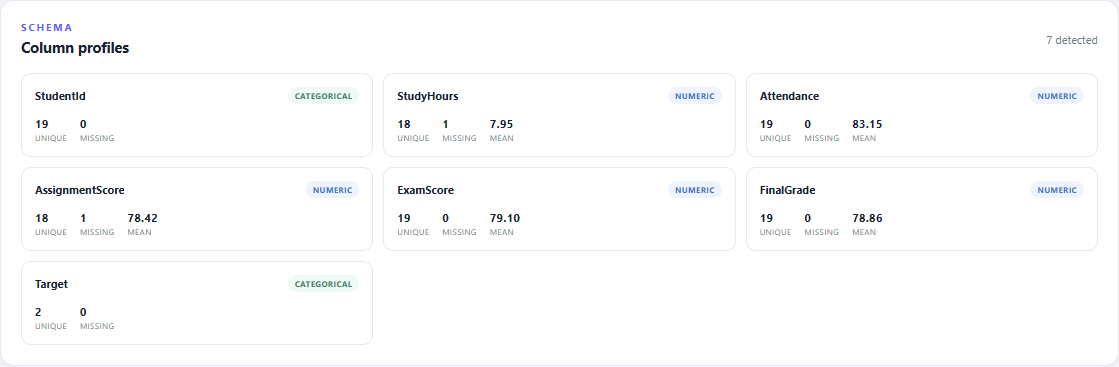 SCHEMA
Column profiles
7 detected
StudentId CATEGORICAL
19 0
UNIQUE MISSING
StudyHours NUMERIC
18 1 7.95
UNIQUE MISSING MEAN
Attendance NUMERIC
19 0 83.15
UNIQUE MISSING MEAN
AssignmentScore NUMERIC
18 1 78.42
UNIQUE MISSING MEAN
ExamScore NUMERIC
19 0 79.10
UNIQUE MISSING MEAN
FinalGrade NUMERIC
19 0 78.86
UNIQUE MISSING MEAN
Target CATEGORICAL
2 0
UNIQUE MISSING